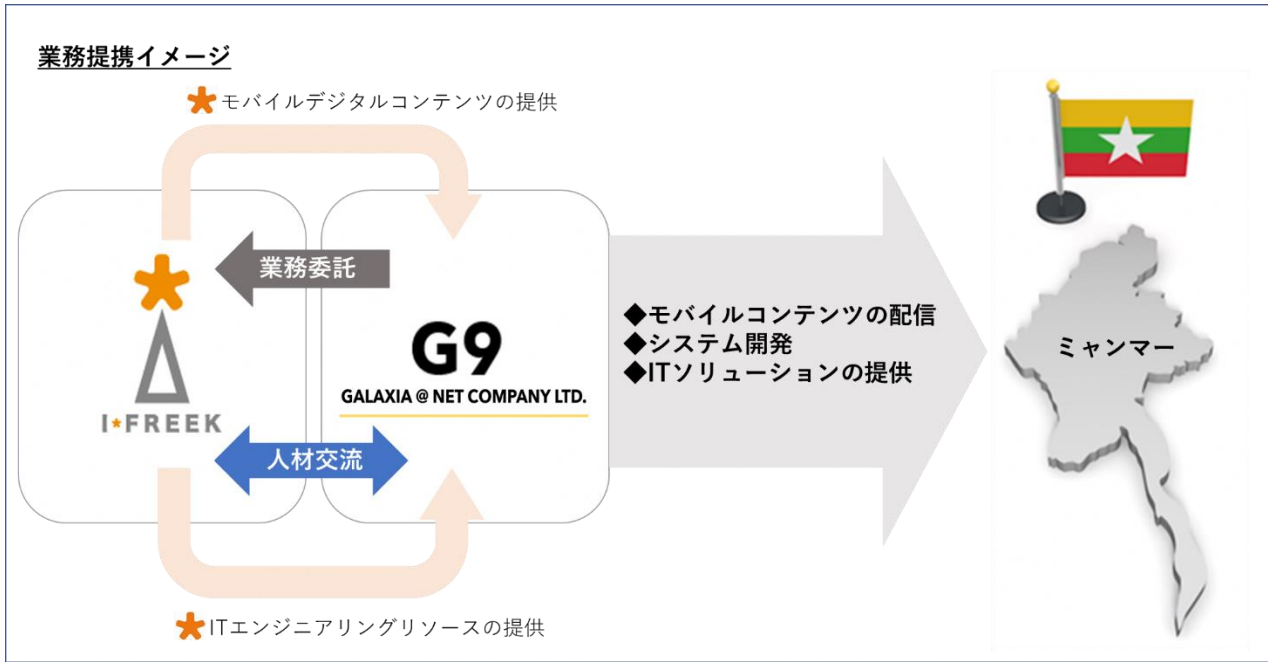 業務提携イメージ
モバイルデジタルコンテンツの提供
業務委託
I*FREEK
G9
GALAXIA @ NET COMPANY LTD.
人材交流
ITエンジニアリングリソースの提供
◆モバイルコンテンツの配信
◆システム開発
◆ITソリューションの提供
ミャンマー